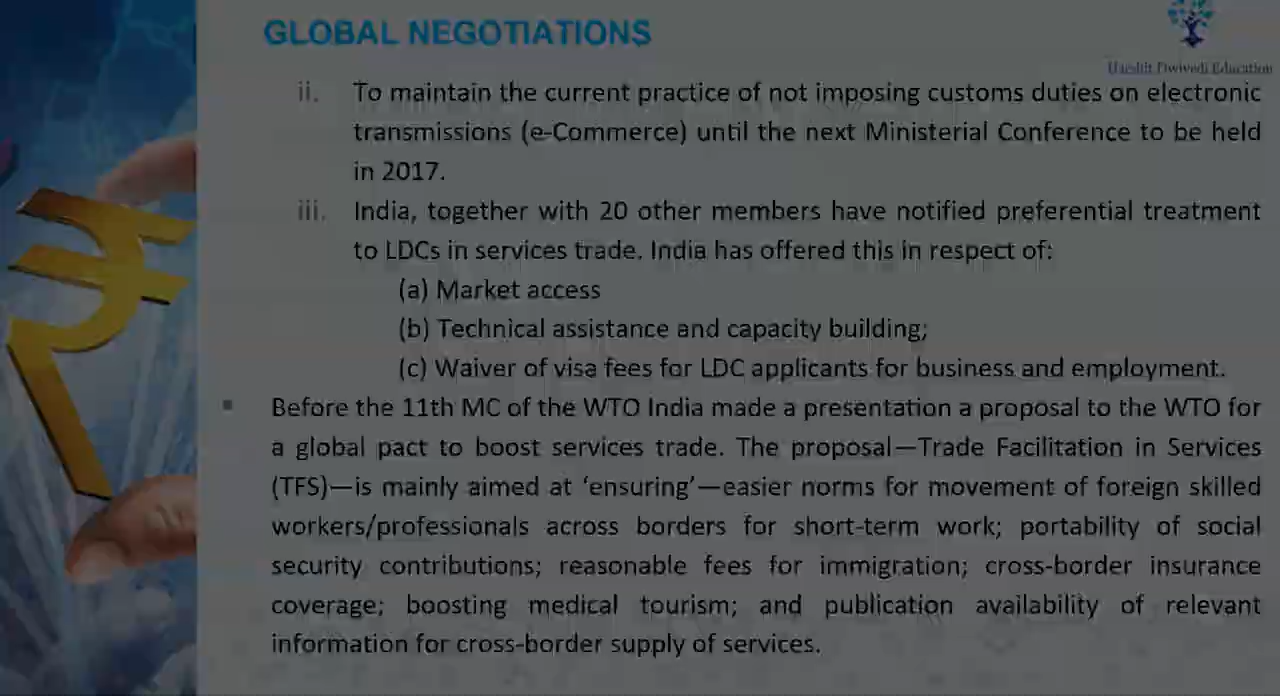 GLOBAL NEGOTIATIONS
Harshit Dwivedi Education
ii. To maintain the current practice of not imposing customs duties on electronic
transmissions (e-Commerce) until the next Ministerial Conference to be held
in 2017.
iii. India, together with 20 other members have notified preferential treatment
to LDCs in services trade. India has offered this in respect of:
(a) Market access
(b) Technical assistance and capacity building;
(c) Waiver of visa fees for LDC applicants for business and employment.
▪ Before the 11th MC of the WTO India made a presentation a proposal to the WTO for
a global pact to boost services trade. The proposal—Trade Facilitation in Services
(TFS)—is mainly aimed at ‘ensuring’—easier norms for movement of foreign skilled
workers/professionals across borders for short-term work; portability of social
security contributions; reasonable fees for immigration; cross-border insurance
coverage; boosting medical tourism; and publication availability of relevant
information for cross-border supply of services.